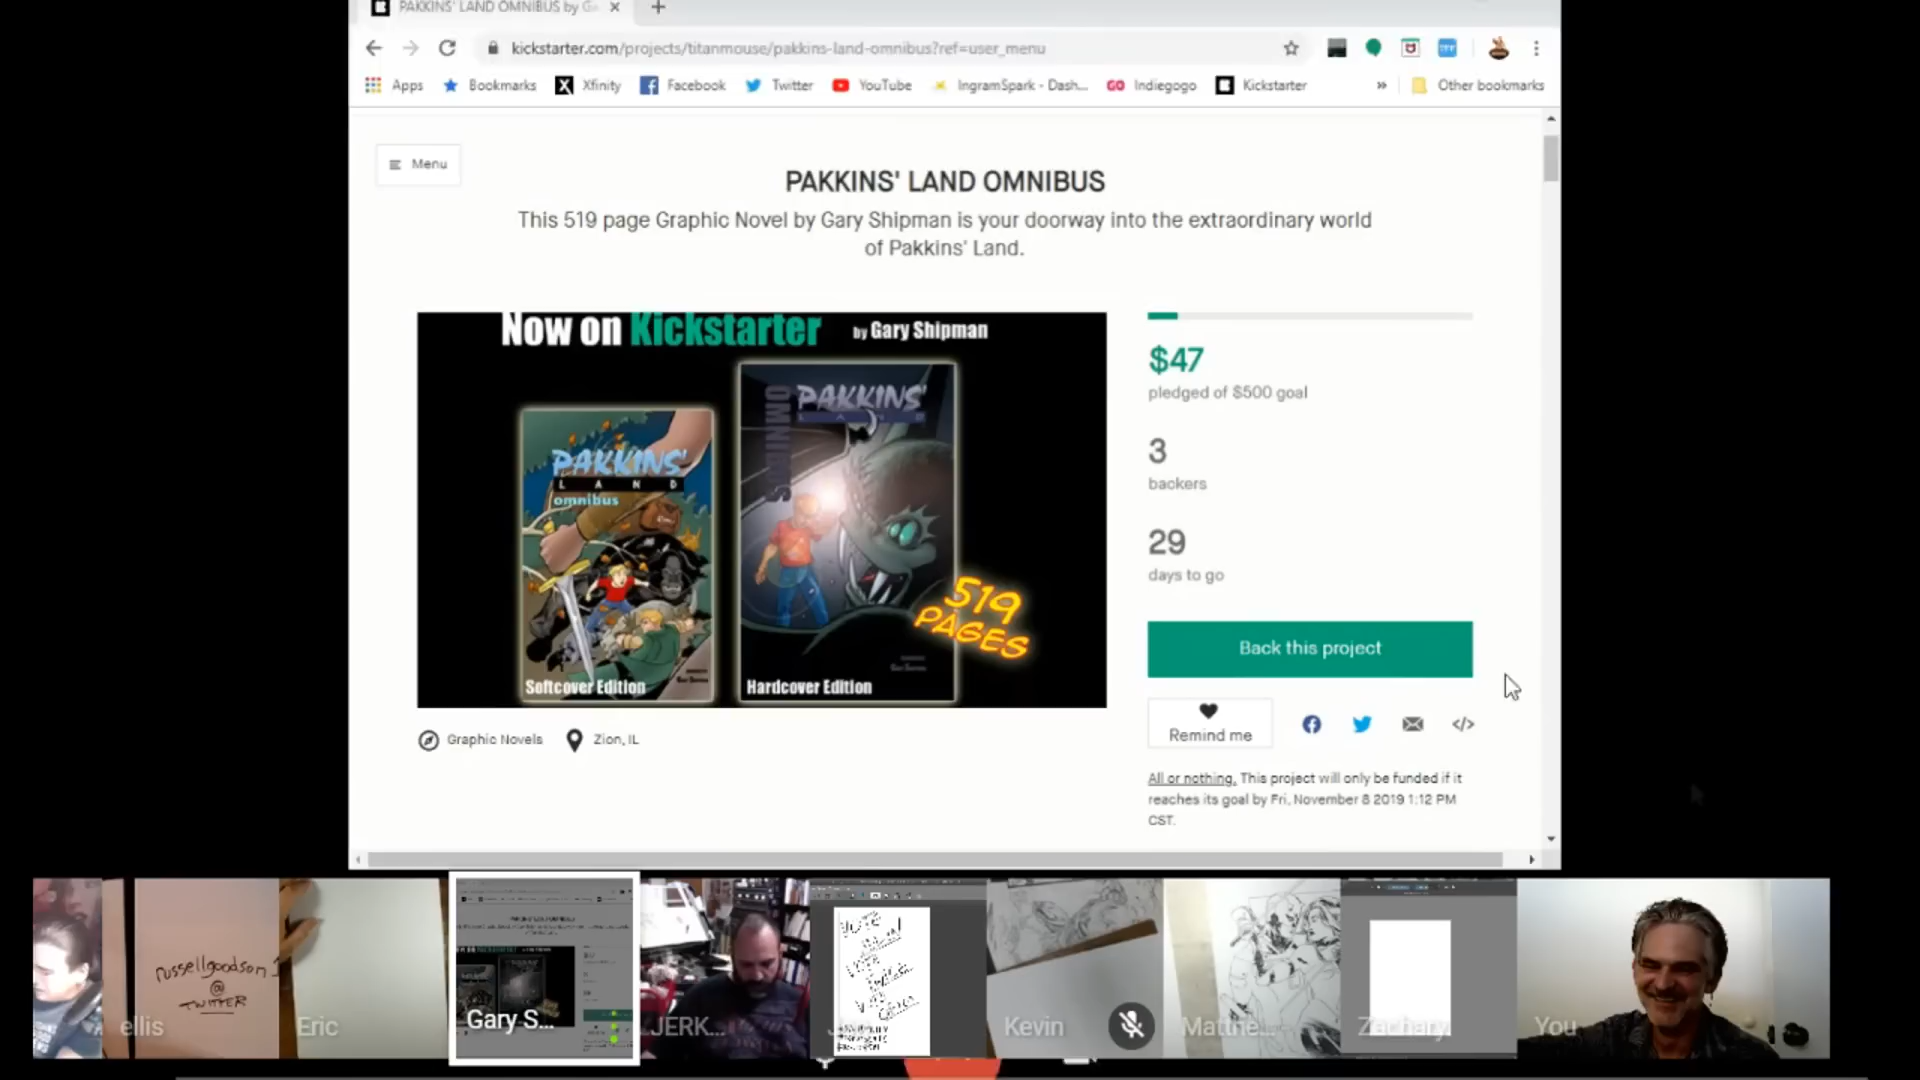 PAKKINS' LAND OMNIBUS by Ga
kickstarter.com/projects/titanmouse/pakkins-land-omnibus?ref=user_menu
Apps Bookmarks Xfinity Facebook Twitter YouTube IngramSpark - Dash... GO Indiegogo Kickstarter » Other bookmarks
Menu
PAKKINS' LAND OMNIBUS
This 519 page Graphic Novel by Gary Shipman is your doorway into the extraordinary world
of Pakkins' Land.
Now on Kickstarter by Gary Shipman
PAKKINS'
LAND
omnibus
Softcover Edition
PAKKINS'
LAND
OMNIBUS
Hardcover Edition
519
PAGES
$47
pledged of $500 goal
3
backers
29
days to go
Back this project
Remind me
Graphic Novels Zion, IL
All or nothing. This project will only be funded if it
reaches its goal by Fri, November 8 2019 1:12 PM
CST.
russellgoodson1
@
TWITTER
ellis
Eric
Gary S...
JERK...
Kevin
Matthe...
Zachary
You